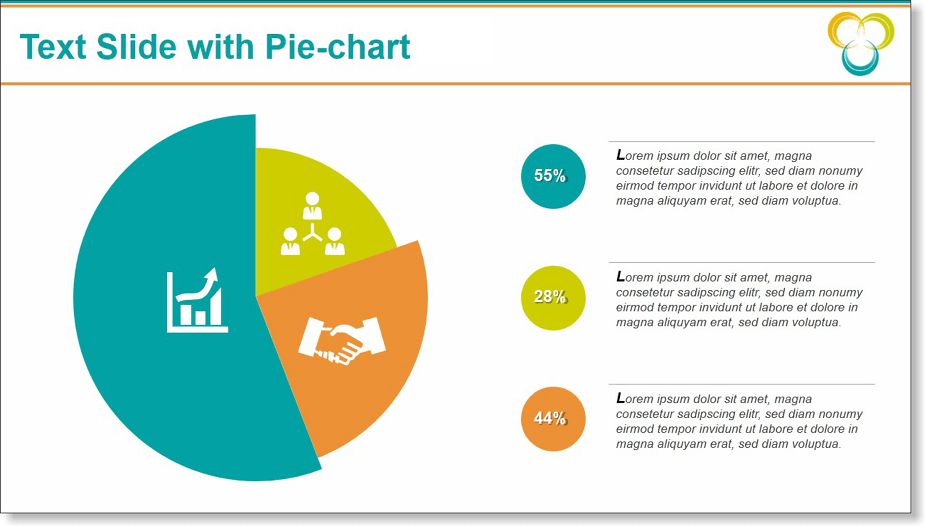 Text Slide with Pie-chart
55%
Lorem ipsum dolor sit amet, magna
consetetur sadipscing elitr, sed diam nonumy
eirmod tempor invidunt ut labore et dolore in
magna aliquyam erat, sed diam voluptua.
28%
Lorem ipsum dolor sit amet, magna
consetetur sadipscing elitr, sed diam nonumy
eirmod tempor invidunt ut labore et dolore in
magna aliquyam erat, sed diam voluptua.
44%
Lorem ipsum dolor sit amet, magna
consetetur sadipscing elitr, sed diam nonumy
eirmod tempor invidunt ut labore et dolore in
magna aliquyam erat, sed diam voluptua.